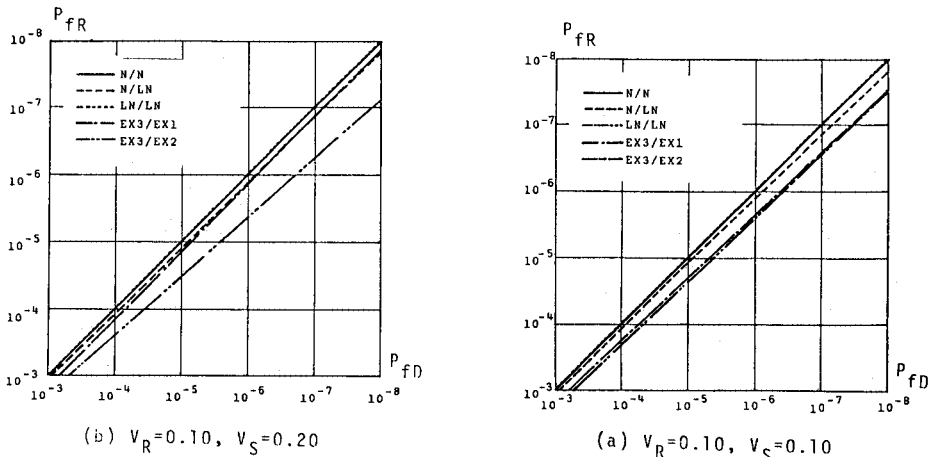 P_fR
10^-8
N/N
N/LN
LN/LN
EX3/EX1
EX3/EX2
10^-7
10^-6
10^-5
10^-4
10^-3
P_fD
10^-3 10^-4 10^-5 10^-6 10^-7 10^-8
(b) V_R=0.10, V_S=0.20
P_fR
10^-8
N/N
N/LN
LN/LN
EX3/EX1
EX3/EX2
10^-7
10^-6
10^-5
10^-4
10^-3
P_fD
10^-3 10^-4 10^-5 10^-6 10^-7 10^-8
(a) V_R=0.10, V_S=0.10